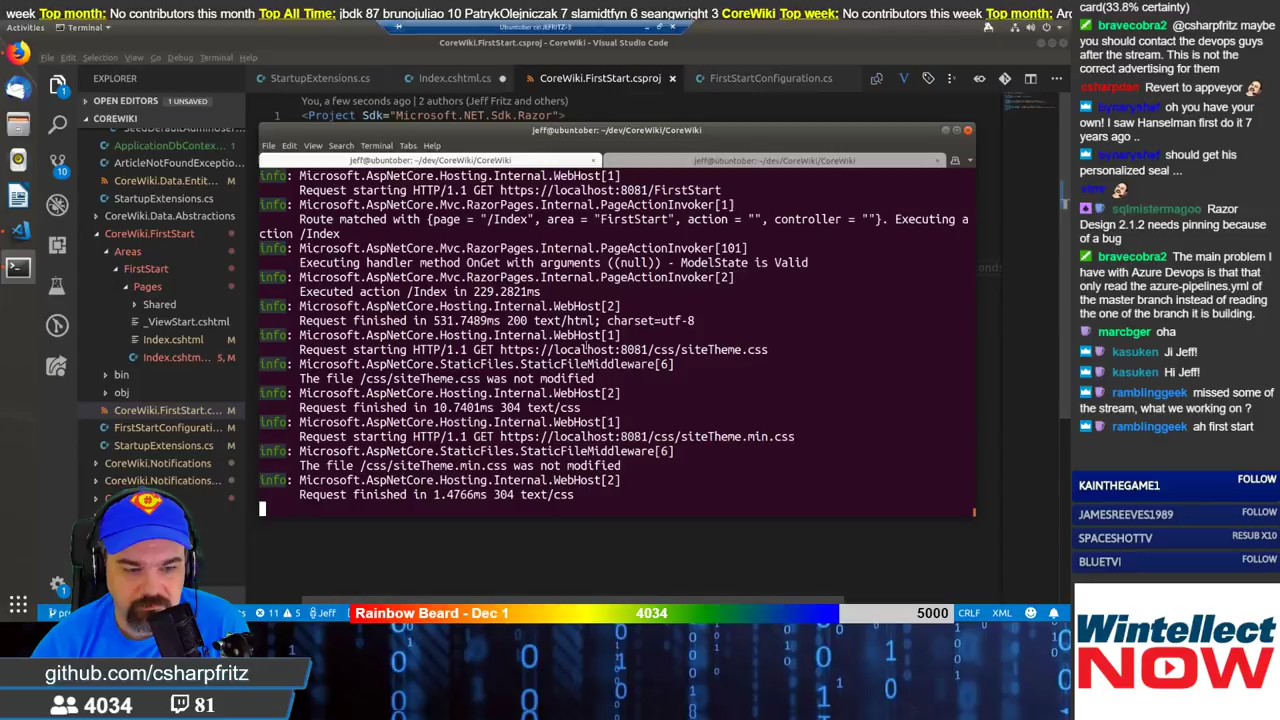 week Top month: No contributors this month Top All Time: jbdk 87 brunojuliao 10 PatrykOlejniczak 7 slamidtfyn 6 seangwright 3 CoreWiki Top week: No contributors this week Top month:
Activities
Terminal
Ubuntober on JEFRITZ-3
CoreWiki.FirstStart.csproj - CoreWiki - Visual Studio Code
File Edit Selection View Go Debug Terminal Help
EXPLORER
StartupExtensions.cs
Index.cshtml.cs
CoreWiki.FirstStart.csproj
FirstStartConfiguration.cs
OPEN EDITORS 1 UNSAVED
COREWIKI
ApplicationDbContex...
ArticleNotFoundExceptio...
CoreWiki.Data.Entit... M
StartupExtensions.cs
CoreWiki.Data.Abstractions
CoreWiki.FirstStart
Areas
FirstStart
Pages
Shared
_ViewStart.cshtml M
Index.cshtml M
Index.cshtm... 5, M
bin
obj
CoreWiki.FirstStart.c... M
FirstStartConfigurati... M
StartupExtensions.cs M
CoreWiki.Notifications
CoreWiki.Notifications...
You, a few seconds ago | 2 authors (Jeff Fritz and others)
1 <Project Sdk="Microsoft.NET.Sdk.Razor">
jeff@ubuntober: ~/dev/CoreWiki/CoreWiki
File Edit View Search Terminal Tabs Help
jeff@ubuntober: ~/dev/CoreWiki/CoreWiki
jeff@ubuntober: ~/dev/CoreWiki/CoreWiki
info: Microsoft.AspNetCore.Hosting.Internal.WebHost[1]
Request starting HTTP/1.1 GET https://localhost:8081/FirstStart
info: Microsoft.AspNetCore.Mvc.RazorPages.Internal.PageActionInvoker[1]
Route matched with {page = "/Index", area = "FirstStart", action = "", controller = ""}. Executing a
ction /Index
info: Microsoft.AspNetCore.Mvc.RazorPages.Internal.PageActionInvoker[101]
Executing handler method OnGet with arguments ((null)) - ModelState is Valid
info: Microsoft.AspNetCore.Mvc.RazorPages.Internal.PageActionInvoker[2]
Executed action /Index in 229.2821ms
info: Microsoft.AspNetCore.Hosting.Internal.WebHost[2]
Request finished in 531.7489ms 200 text/html; charset=utf-8
info: Microsoft.AspNetCore.Hosting.Internal.WebHost[1]
Request starting HTTP/1.1 GET https://localhost:8081/css/siteTheme.css
info: Microsoft.AspNetCore.StaticFiles.StaticFileMiddleware[6]
The file /css/siteTheme.css was not modified
info: Microsoft.AspNetCore.Hosting.Internal.WebHost[2]
Request finished in 10.7401ms 304 text/css
info: Microsoft.AspNetCore.Hosting.Internal.WebHost[1]
Request starting HTTP/1.1 GET https://localhost:8081/css/siteTheme.min.css
info: Microsoft.AspNetCore.StaticFiles.StaticFileMiddleware[6]
The file /css/siteTheme.min.css was not modified
info: Microsoft.AspNetCore.Hosting.Internal.WebHost[2]
Request finished in 1.4766ms 304 text/css
11 5 Jeff
CRLF XML
Rainbow Beard - Dec 1 4034 5000
github.com/csharpfritz
4034 81
card(33.8% certainty)
bravecobra2 @csharpfritz maybe
you should contact the devops guys
after the stream. This is not the
correct advertising for them
csharpdan Revert to appveyor
bynaryshef oh you have your
own! I saw Hanselman first do it 7
years ago ..
bynaryshef should get his
personalized seal ...
sqlmistermagoo Razor
Design 2.1.2 needs pinning because
of a bug
bravecobra2 The main problem I
have with Azure Devops is that that
only read the azure-pipelines.yml of
the master branch instead of reading
the one of the branch it is building.
marcbger oha
kasuken Ji Jeff!
kasuken Hi Jeff!
ramblinggeek missed some of
the stream, what we working on ?
ramblinggeek ah first start
KAINTHEGAME1 FOLLOW
JAMESREEVES1989 FOLLOW
SPACESHOTTV RESUB X10
BLUETVI FOLLOW
Wintellect
NOW